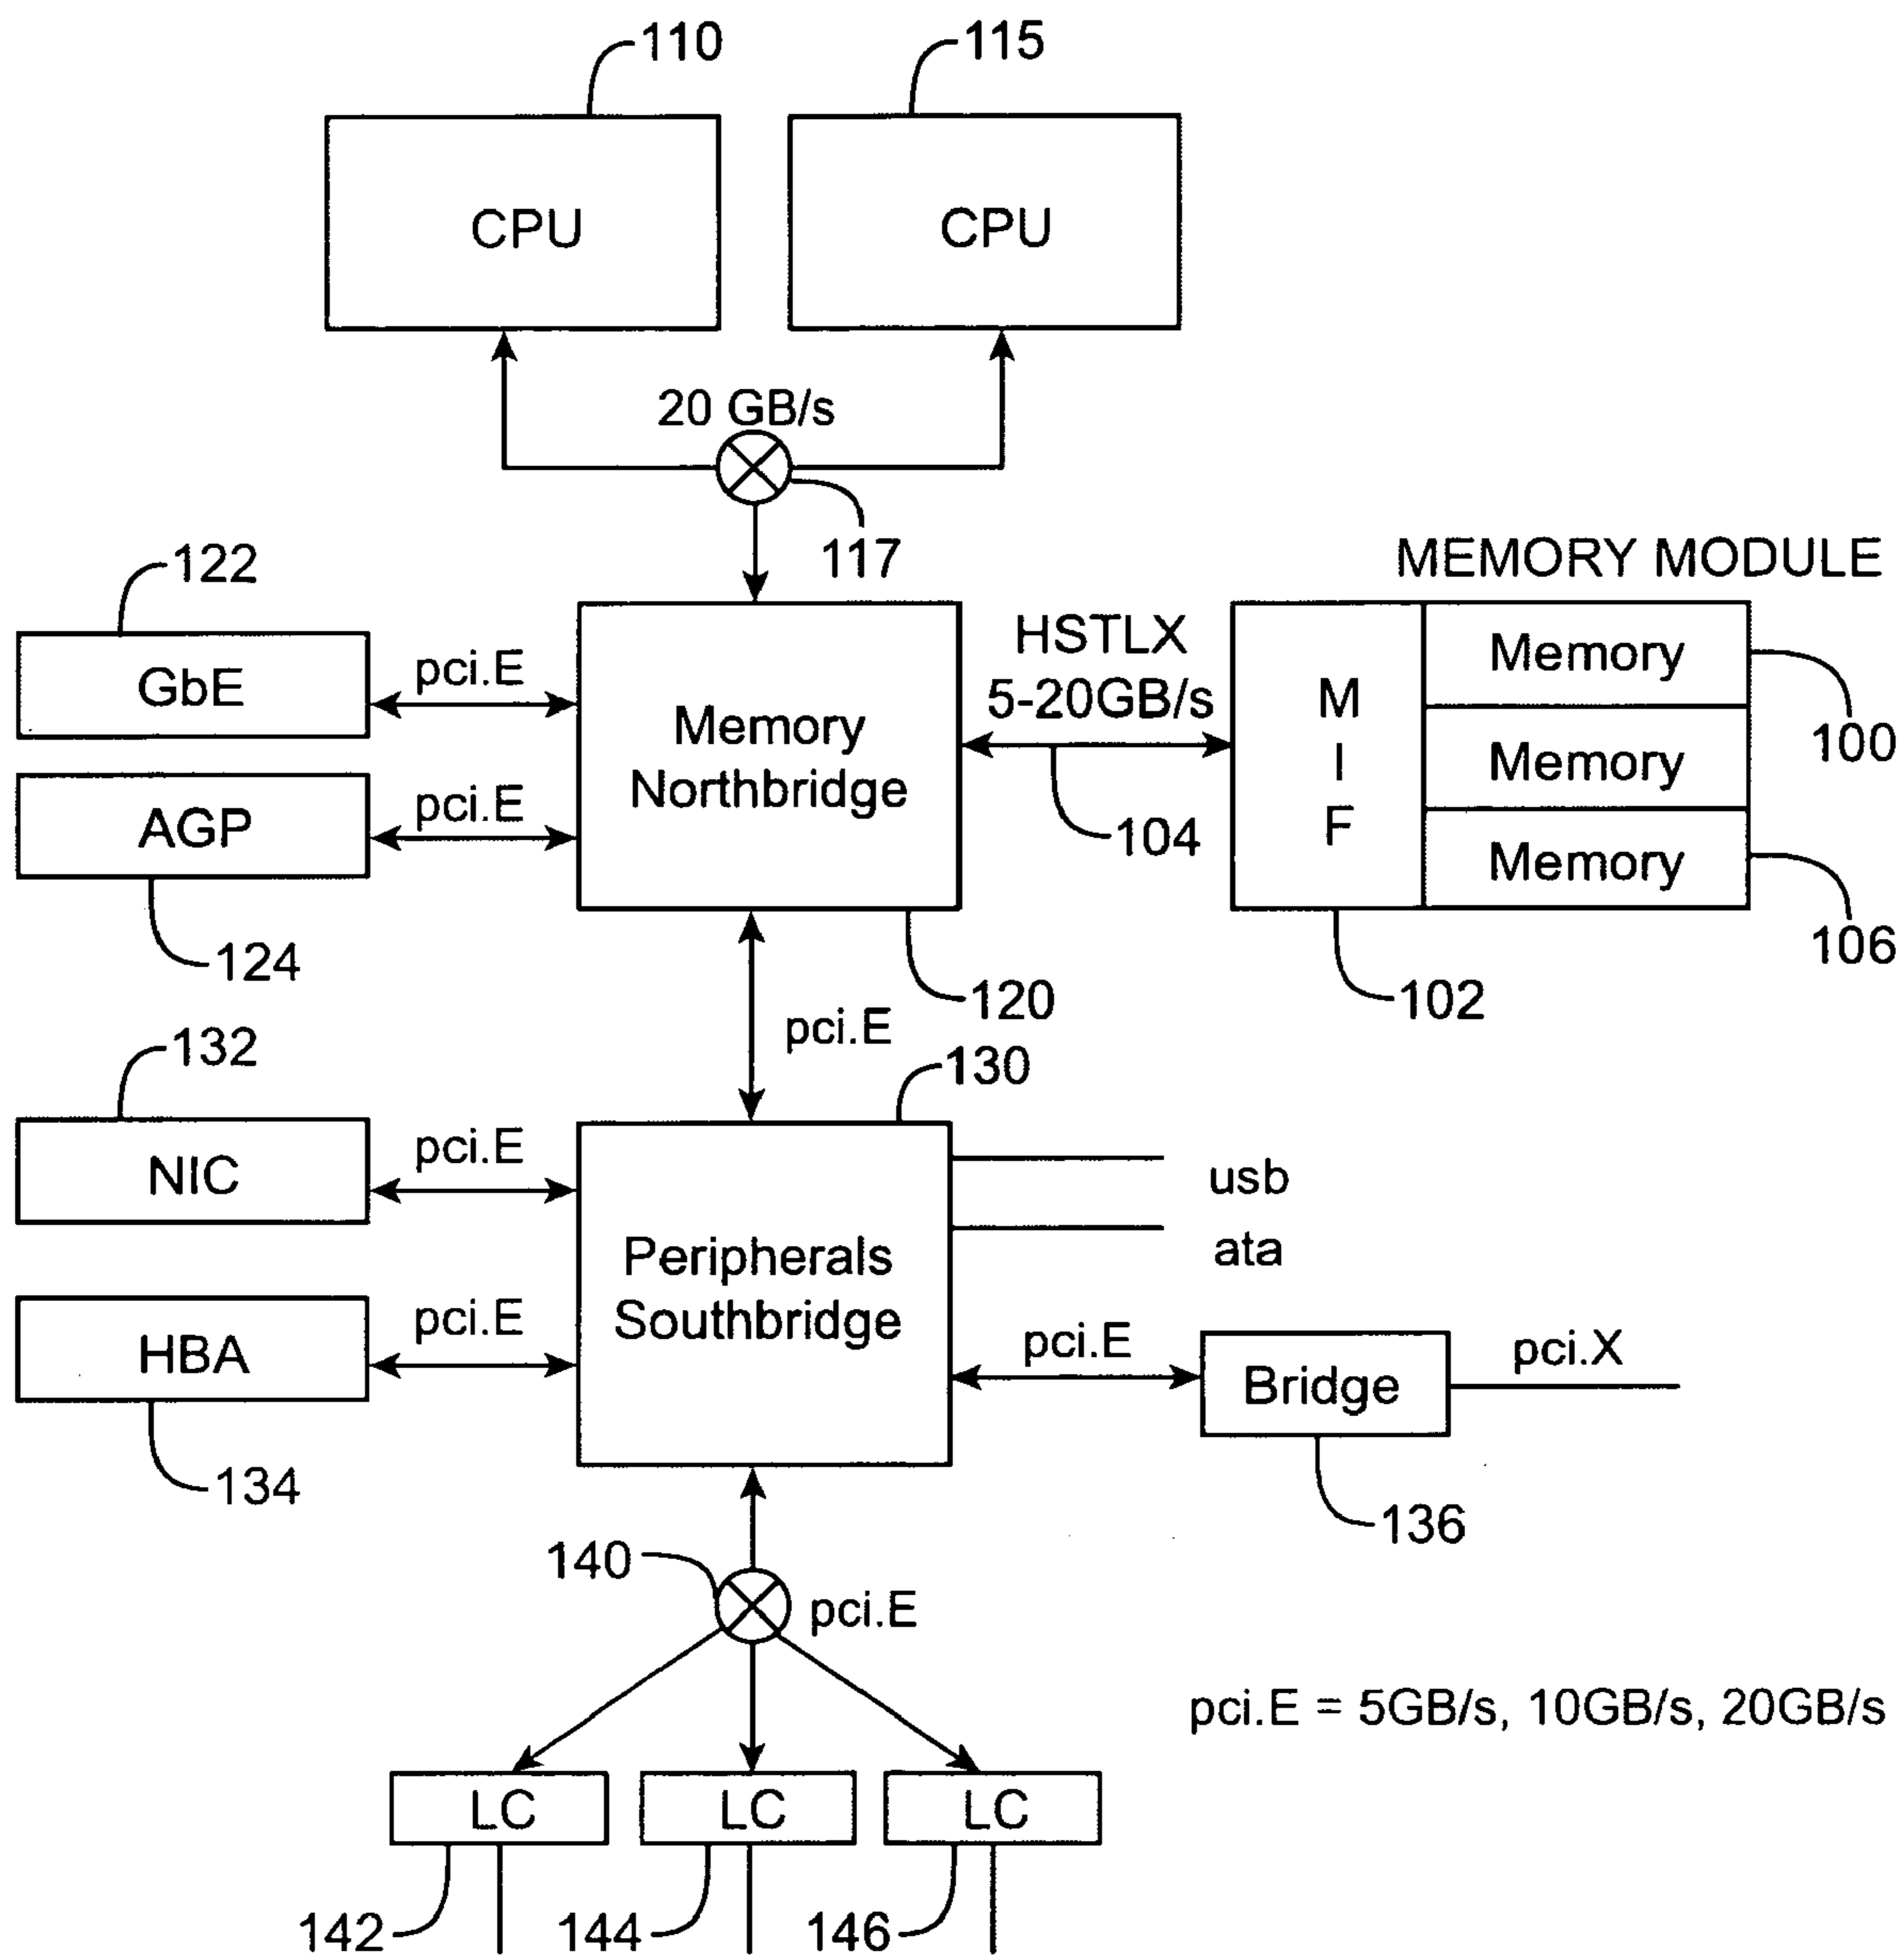 110
115
CPU
CPU
20 GB/s
117
122
MEMORY MODULE
GbE
pci.E
AGP
pci.E
124
Memory
Northbridge
HSTLX
5-20GB/s
104
M
I
F
Memory
Memory
Memory
100
106
120
102
pci.E
132
130
NIC
pci.E
HBA
pci.E
134
Peripherals
Southbridge
usb
ata
pci.E
Bridge
pci.X
136
140
pci.E
pci.E = 5GB/s, 10GB/s, 20GB/s
LC
LC
LC
142
144
146